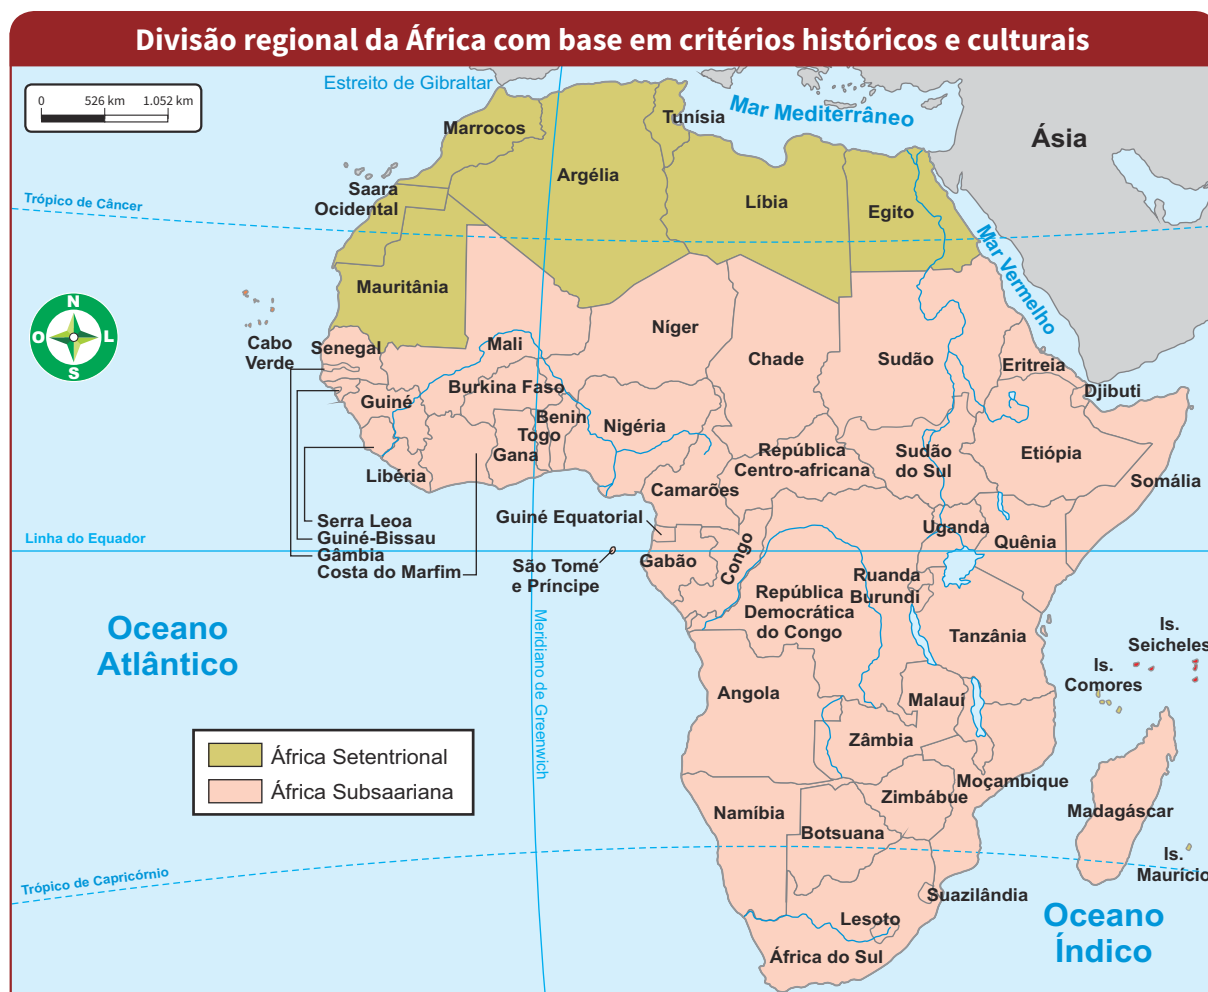 Divisão regional da África com base em critérios históricos e culturais
0 526 km 1.052 km
Estreito de Gibraltar
Mar Mediterrâneo
Ásia
Marrocos
Tunísia
Argélia
Líbia
Egito
Saara
Ocidental
Trópico de Câncer
Mar Vermelho
Mauritânia
N
O
L
S
Cabo
Verde
Senegal
Mali
Níger
Chade
Sudão
Eritreia
Djibuti
Burkina Faso
Guiné
Benin
Togo
Gana
Nigéria
República
Centro-africana
Sudão
do Sul
Etiópia
Somália
Libéria
Camarões
Serra Leoa
Guiné-Bissau
Gâmbia
Costa do Marfim
Guiné Equatorial
Uganda
Quênia
Linha do Equador
São Tomé
e Príncipe
Gabão
Congo
Ruanda
Burundi
República
Democrática
do Congo
Tanzânia
Oceano
Atlântico
Meridiano de Greenwich
Is.
Seicheles
Is.
Comores
Angola
Malauí
Zâmbia
África Setentrional
África Subsaariana
Moçambique
Zimbábue
Namíbia
Botsuana
Madagáscar
Is.
Maurício
Trópico de Capricórnio
Suazilândia
Lesoto
África do Sul
Oceano
Índico